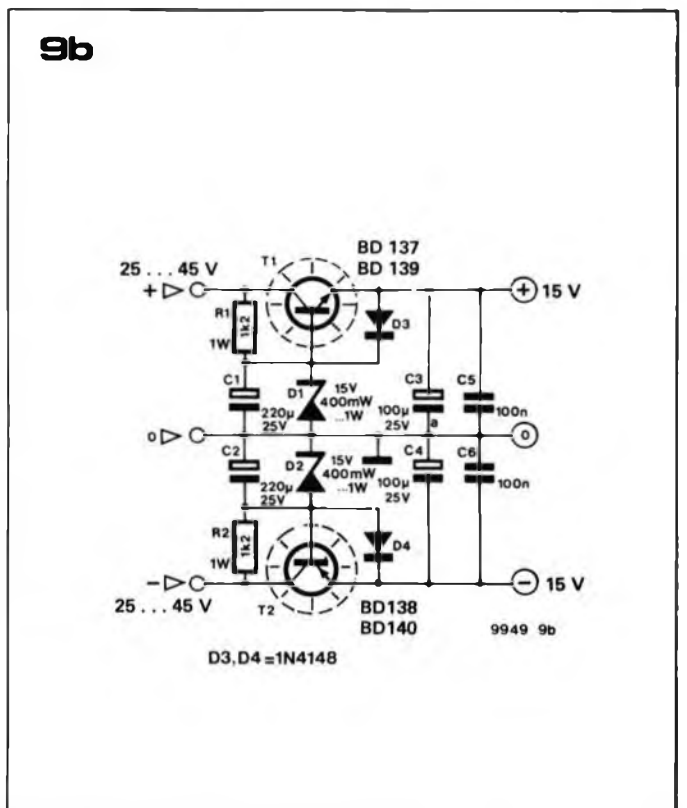 9b
25 . . . 45 V
T1
BD 137
BD 139
+
+ 15 V
R1
1k2
1W
D3
C1
220µ
25V
D1
15V
400mW
...1W
C3
100µ
25V
a
C5
100n
0
0
C2
220µ
25V
D2
15V
400mW
...1W
100µ
25V
C4
C6
100n
R2
1k2
1W
D4
−
− 15 V
25 . . . 45 V
T2
BD138
BD140
9949 9b
D3,D4 =1N4148